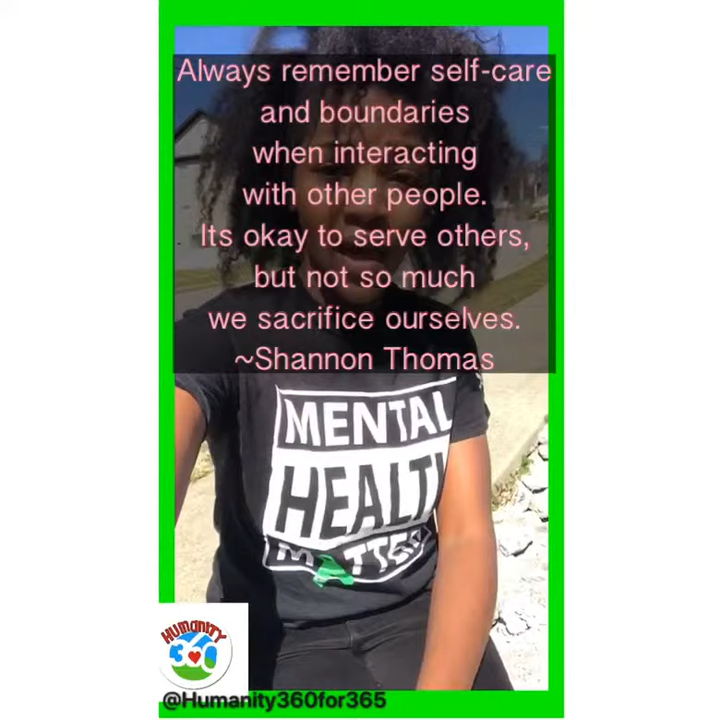 Always remember self-care
and boundaries
when interacting
with other people.
Its okay to serve others,
but not so much
we sacrifice ourselves.
~Shannon Thomas
MENTAL
HEALTH
MATTER
HUMANITY
360
@Humanity360for365